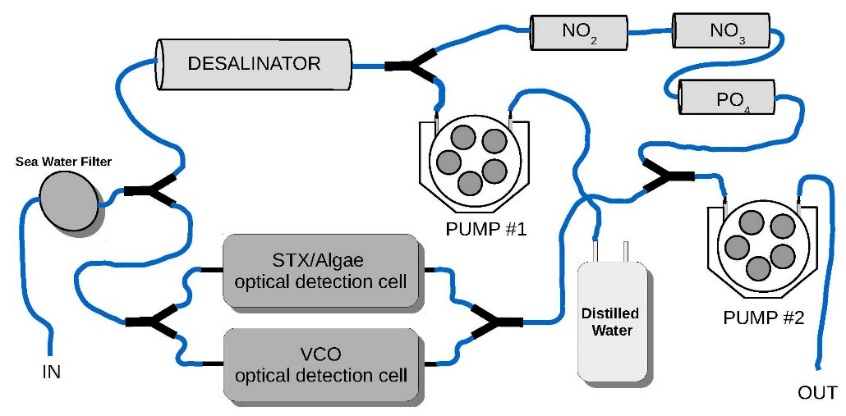 DESALINATOR
NO₂
NO₃
PO₄
Sea Water Filter
PUMP #1
STX/Algae
optical detection cell
Distilled
Water
PUMP #2
VCO
optical detection cell
IN
OUT